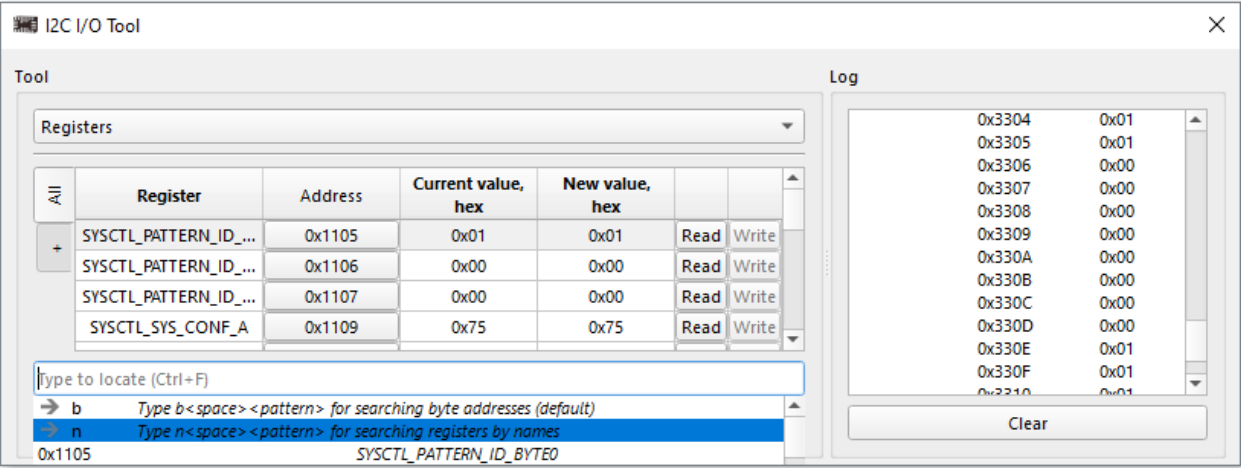 I2C I/O Tool
Tool
Registers
All
+
Register Address Current value, hex New value, hex
SYSCTL_PATTERN_ID_... 0x1105 0x01 0x01 Read Write
SYSCTL_PATTERN_ID_... 0x1106 0x00 0x00 Read Write
SYSCTL_PATTERN_ID_... 0x1107 0x00 0x00 Read Write
SYSCTL_SYS_CONF_A 0x1109 0x75 0x75 Read Write
Type to locate (Ctrl+F)
b Type b<space><pattern> for searching byte addresses (default)
n Type n<space><pattern> for searching registers by names
0x1105 SYSCTL_PATTERN_ID_BYTE0
Log
0x3304 0x01
0x3305 0x01
0x3306 0x00
0x3307 0x00
0x3308 0x00
0x3309 0x00
0x330A 0x00
0x330B 0x00
0x330C 0x00
0x330D 0x00
0x330E 0x01
0x330F 0x01
0x3310 0x01
Clear